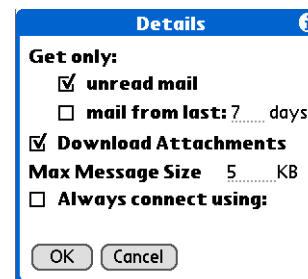 Details
Get only:
unread mail
mail from last: 7 days
Download Attachments
Max Message Size 5 KB
Always connect using:
OK Cancel